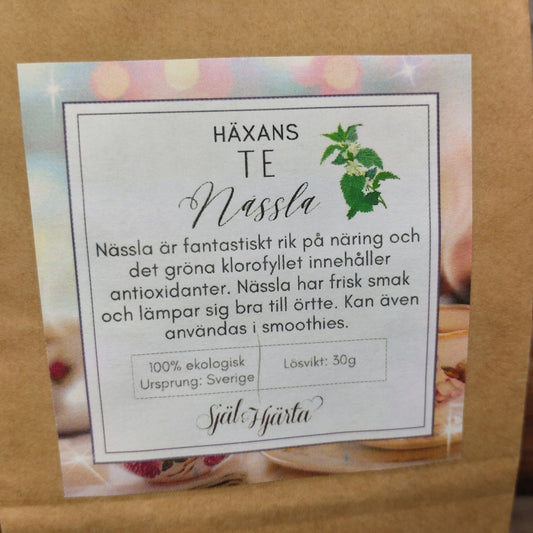 HÄXANS
TE
Nässla
Nässla är fantastiskt rik på näring och
det gröna klorofyllet innehåller
antioxidanter. Nässla har frisk smak
och lämpar sig bra till örtte. Kan även
användas i smoothies.
100% ekologisk
Ursprung: Sverige
Lösvikt: 30g
Själ Hjärta